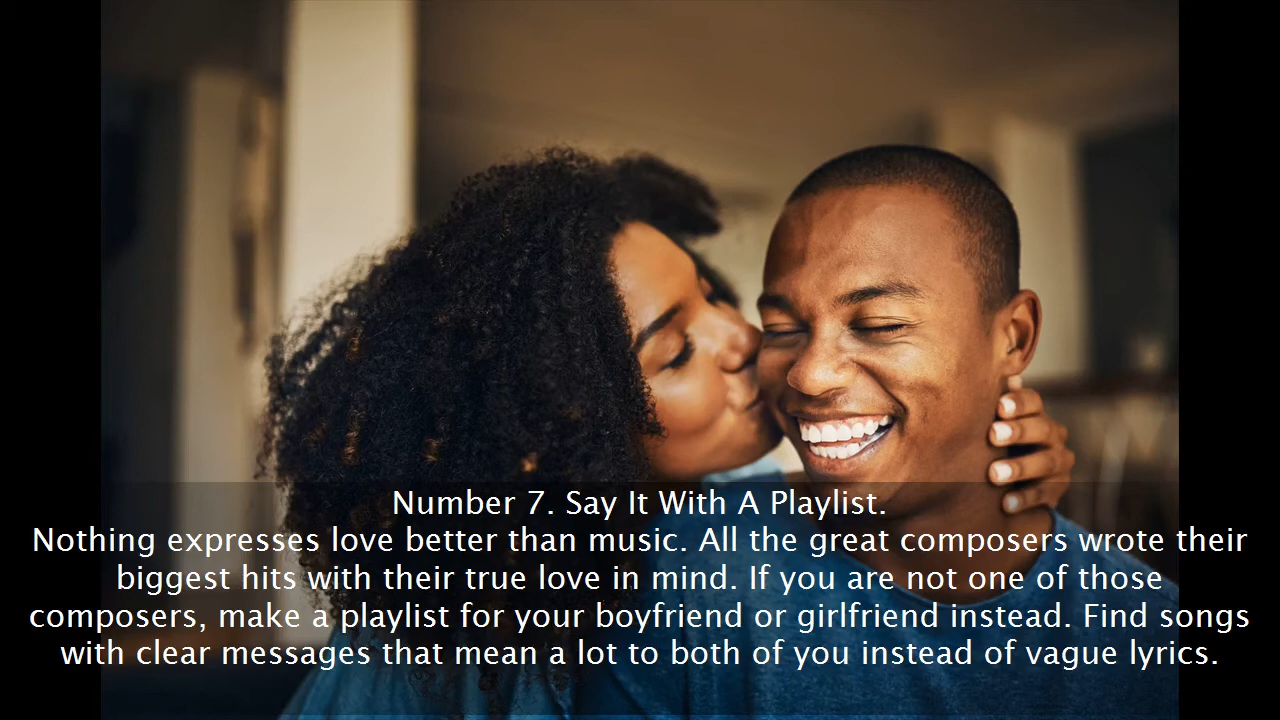 Number 7. Say It With A Playlist.
Nothing expresses love better than music. All the great composers wrote their
biggest hits with their true love in mind. If you are not one of those
composers, make a playlist for your boyfriend or girlfriend instead. Find songs
with clear messages that mean a lot to both of you instead of vague lyrics.